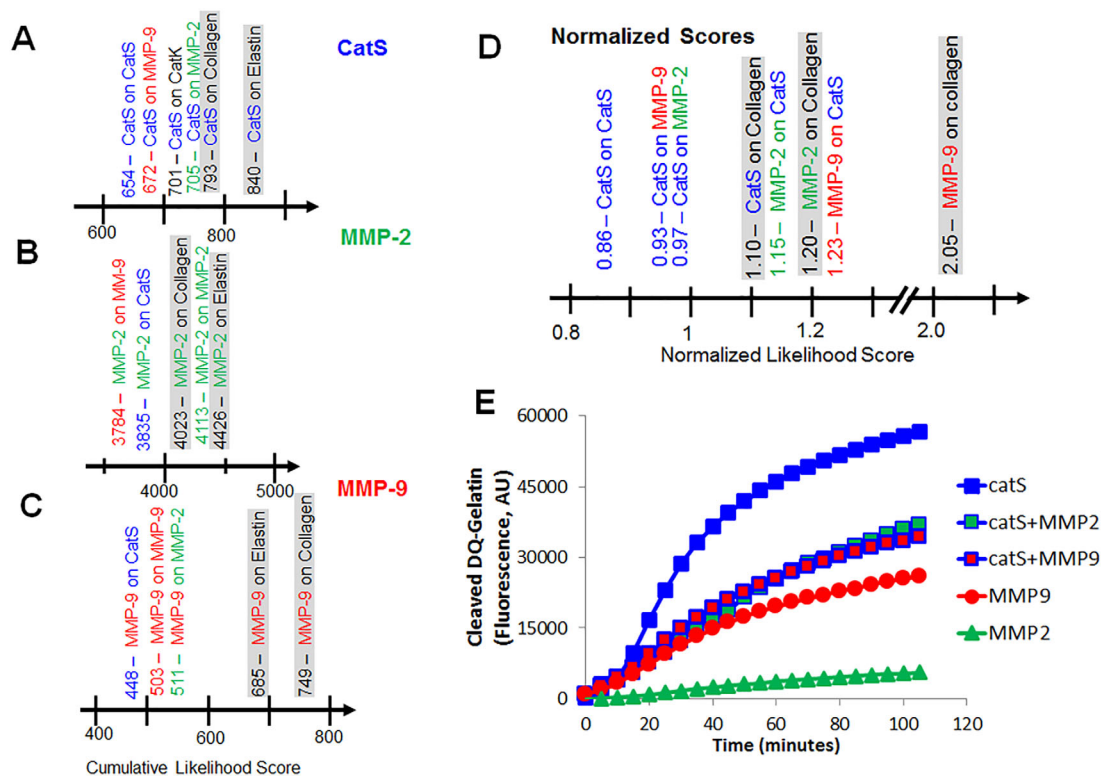 A
CatS
654 – CatS on CatS
672 – CatS on MMP-9
701 – CatS on CatK
705 – CatS on MMP-2
793 – CatS on Collagen
840 – CatS on Elastin
600
800
B
MMP-2
3784 – MMP-2 on MM-9
3835 – MMP-2 on CatS
4023 – MMP-2 on Collagen
4113 – MMP-2 on MMP-2
4426 – MMP-2 on Elastin
4000
5000
C
MMP-9
448 – MMP-9 on CatS
503 – MMP-9 on MMP-9
511 – MMP-9 on MMP-2
685 – MMP-9 on Elastin
749 – MMP-9 on Collagen
400
500
600
800
Cumulative Likelihood Score
D
Normalized Scores
0.86 – CatS on CatS
0.93 – CatS on MMP-9
0.97 – CatS on MMP-2
1.10 – CatS on Collagen
1.15 – MMP-2 on CatS
1.20 – MMP-2 on Collagen
1.23 – MMP-9 on CatS
2.05 – MMP-9 on collagen
0.8
1
1.2
2.0
Normalized Likelihood Score
E
Cleaved DQ-Gelatin
(Fluorescence, AU)
60000
45000
30000
15000
0
0
20
40
60
80
100
120
Time (minutes)
catS
catS+MMP2
catS+MMP9
MMP9
MMP2